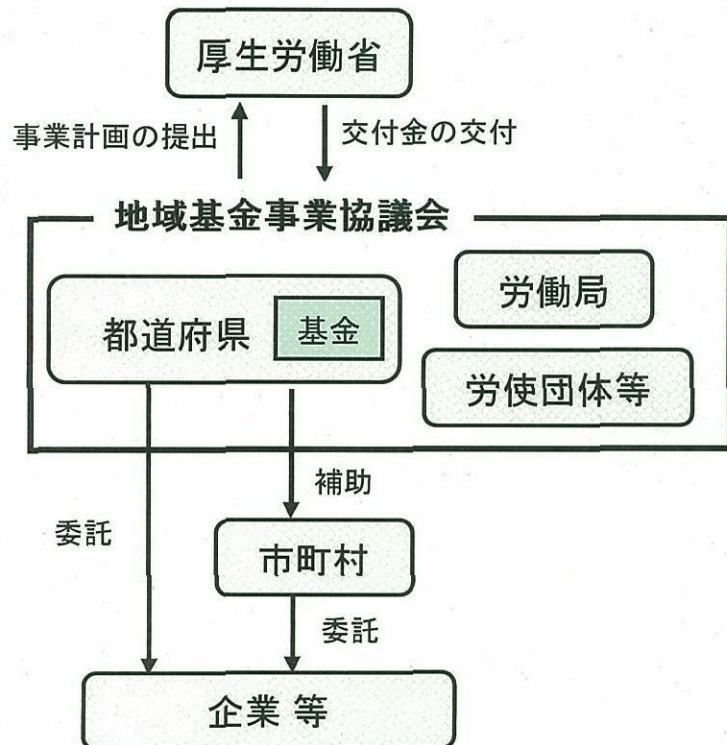 厚生労働省
事業計画の提出
交付金の交付
地域基金事業協議会
都道府県
基金
労働局
労使団体等
補助
委託
市町村
委託
企業 等